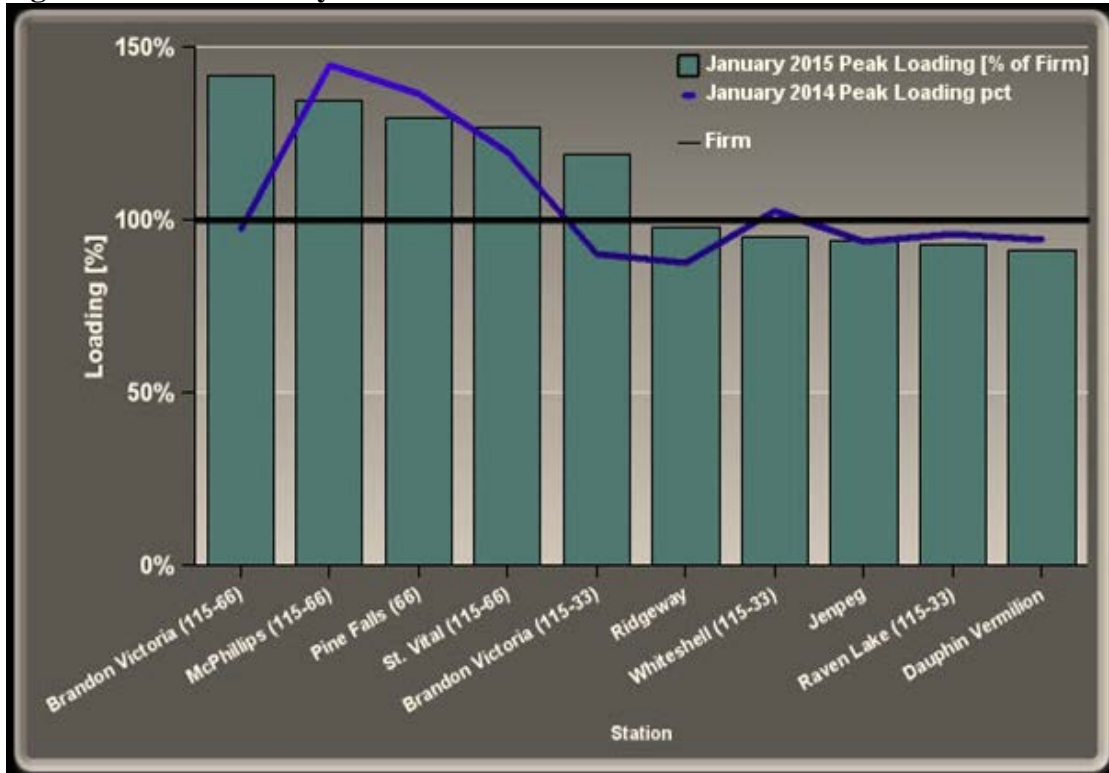 150%
100%
50%
0%
Loading [%]
January 2015 Peak Loading [% of Firm]
January 2014 Peak Loading pct
Firm
Brandon Victoria (115-66)
McPhillips (115-66)
Pine Falls (66)
St. Vital (115-66)
Brandon Victoria (115-33)
Ridgeway
Whiteshell (115-33)
Jenpeg
Raven Lake (115-33)
Dauphin Vermillion
Station